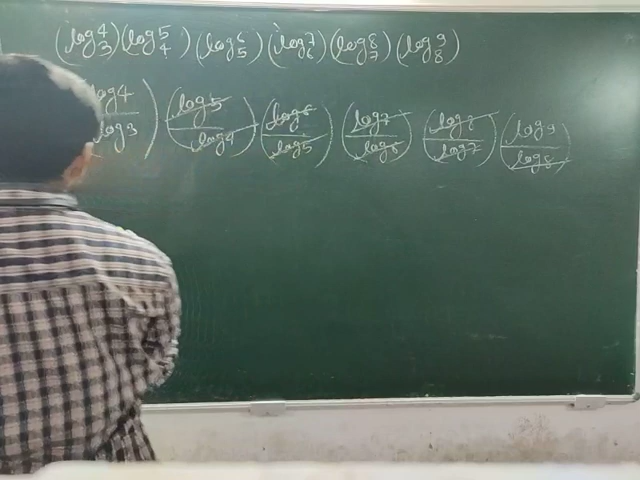 (log₃⁴)(log₄⁵)(log₅⁶)(log₆⁷)(log₇⁸)(log₈⁹)
log4/log3) (log5/log4) (log6/log5) (log7/log6) (log8/log7) (log9/log8)